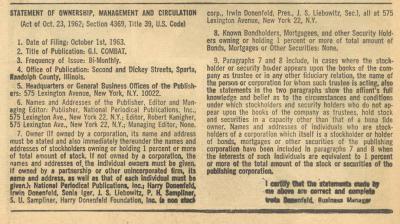 STATEMENT OF OWNERSHIP, MANAGEMENT AND CIRCULATION
(Act of Oct. 23, 1962; Section 4369, Title 39, U.S. Code)
1. Date of Filing: October 1st, 1963.
2. Title of Publication: G.I. COMBAT.
3. Frequency of Issue: Bi-Monthly.
4. Office of Publication: Second and Dickey Streets, Sparta,
Randolph County, Illinois.
5. Headquarters or General Business Offices of the Publish-
ers: 575 Lexington Avenue, New York, N.Y. 10022.
6. Names and Addresses of the Publisher, Editor and Man-
aging Editor: Publisher, National Periodical Publications, Inc.,
575 Lexington Ave., New York 22, N.Y.; Editor, Robert Kanigher,
575 Lexington Ave., New York 22, N.Y.; Managing Editor, None.
7. Owner (If owned by a corporation, its name and address
must be stated and also immediately thereunder the names and
addresses of stockholders owning or holding 1 percent or more
of total amount of stock. If not owned by a corporation, the
names and addresses of the individual owners must be given.
If owned by a partnership or other unincorporated firm, its
name and address, as well as that of each individual must be
given.) National Periodical Publications, Inc.; Harry Donenfeld,
Irwin Donenfeld, Sonia Iger, J. S. Liebowitz, P. H. Sampliner,
S. U. Sampliner, Harry Donenfeld Foundation, Inc. (a non stock
corp., Irwin Donenfeld, Pres., J. S. Liebowitz, Sec.), all at 575
Lexington Avenue, New York 22, N.Y.
8. Known Bondholders, Mortgagees, and other Security Hold-
ers owning or holding 1 percent or more of total amount of
Bonds, Mortgages or Other Securities: None.
9. Paragraphs 7 and 8 include, in cases where the stock-
holder or security holder appears upon the books of the com-
pany as trustee or in any other fiduciary relation, the name of
the person or corporation for whom such trustee is acting, also
the statements in the two paragraphs show the affiant's full
knowledge and belief as to the circumstances and conditions
under which stockholders and security holders who do not ap-
pear upon the books of the company as trustees, hold stock
and securities in a capacity other than that of a bona fide
owner. Names and addresses of individuals who are stock-
holders of a corporation which itself is a stockholder or holder
of bonds, mortgages or other securities of the publishing
corporation have been included in paragraphs 7 and 8 when
the interests of such individuals are equivalent to 1 percent
or more of the total amount of the stock or securities of the
publishing corporation.
I certify that the statements made by
me above are correct and complete
Irwin Donenfeld, Business Manager